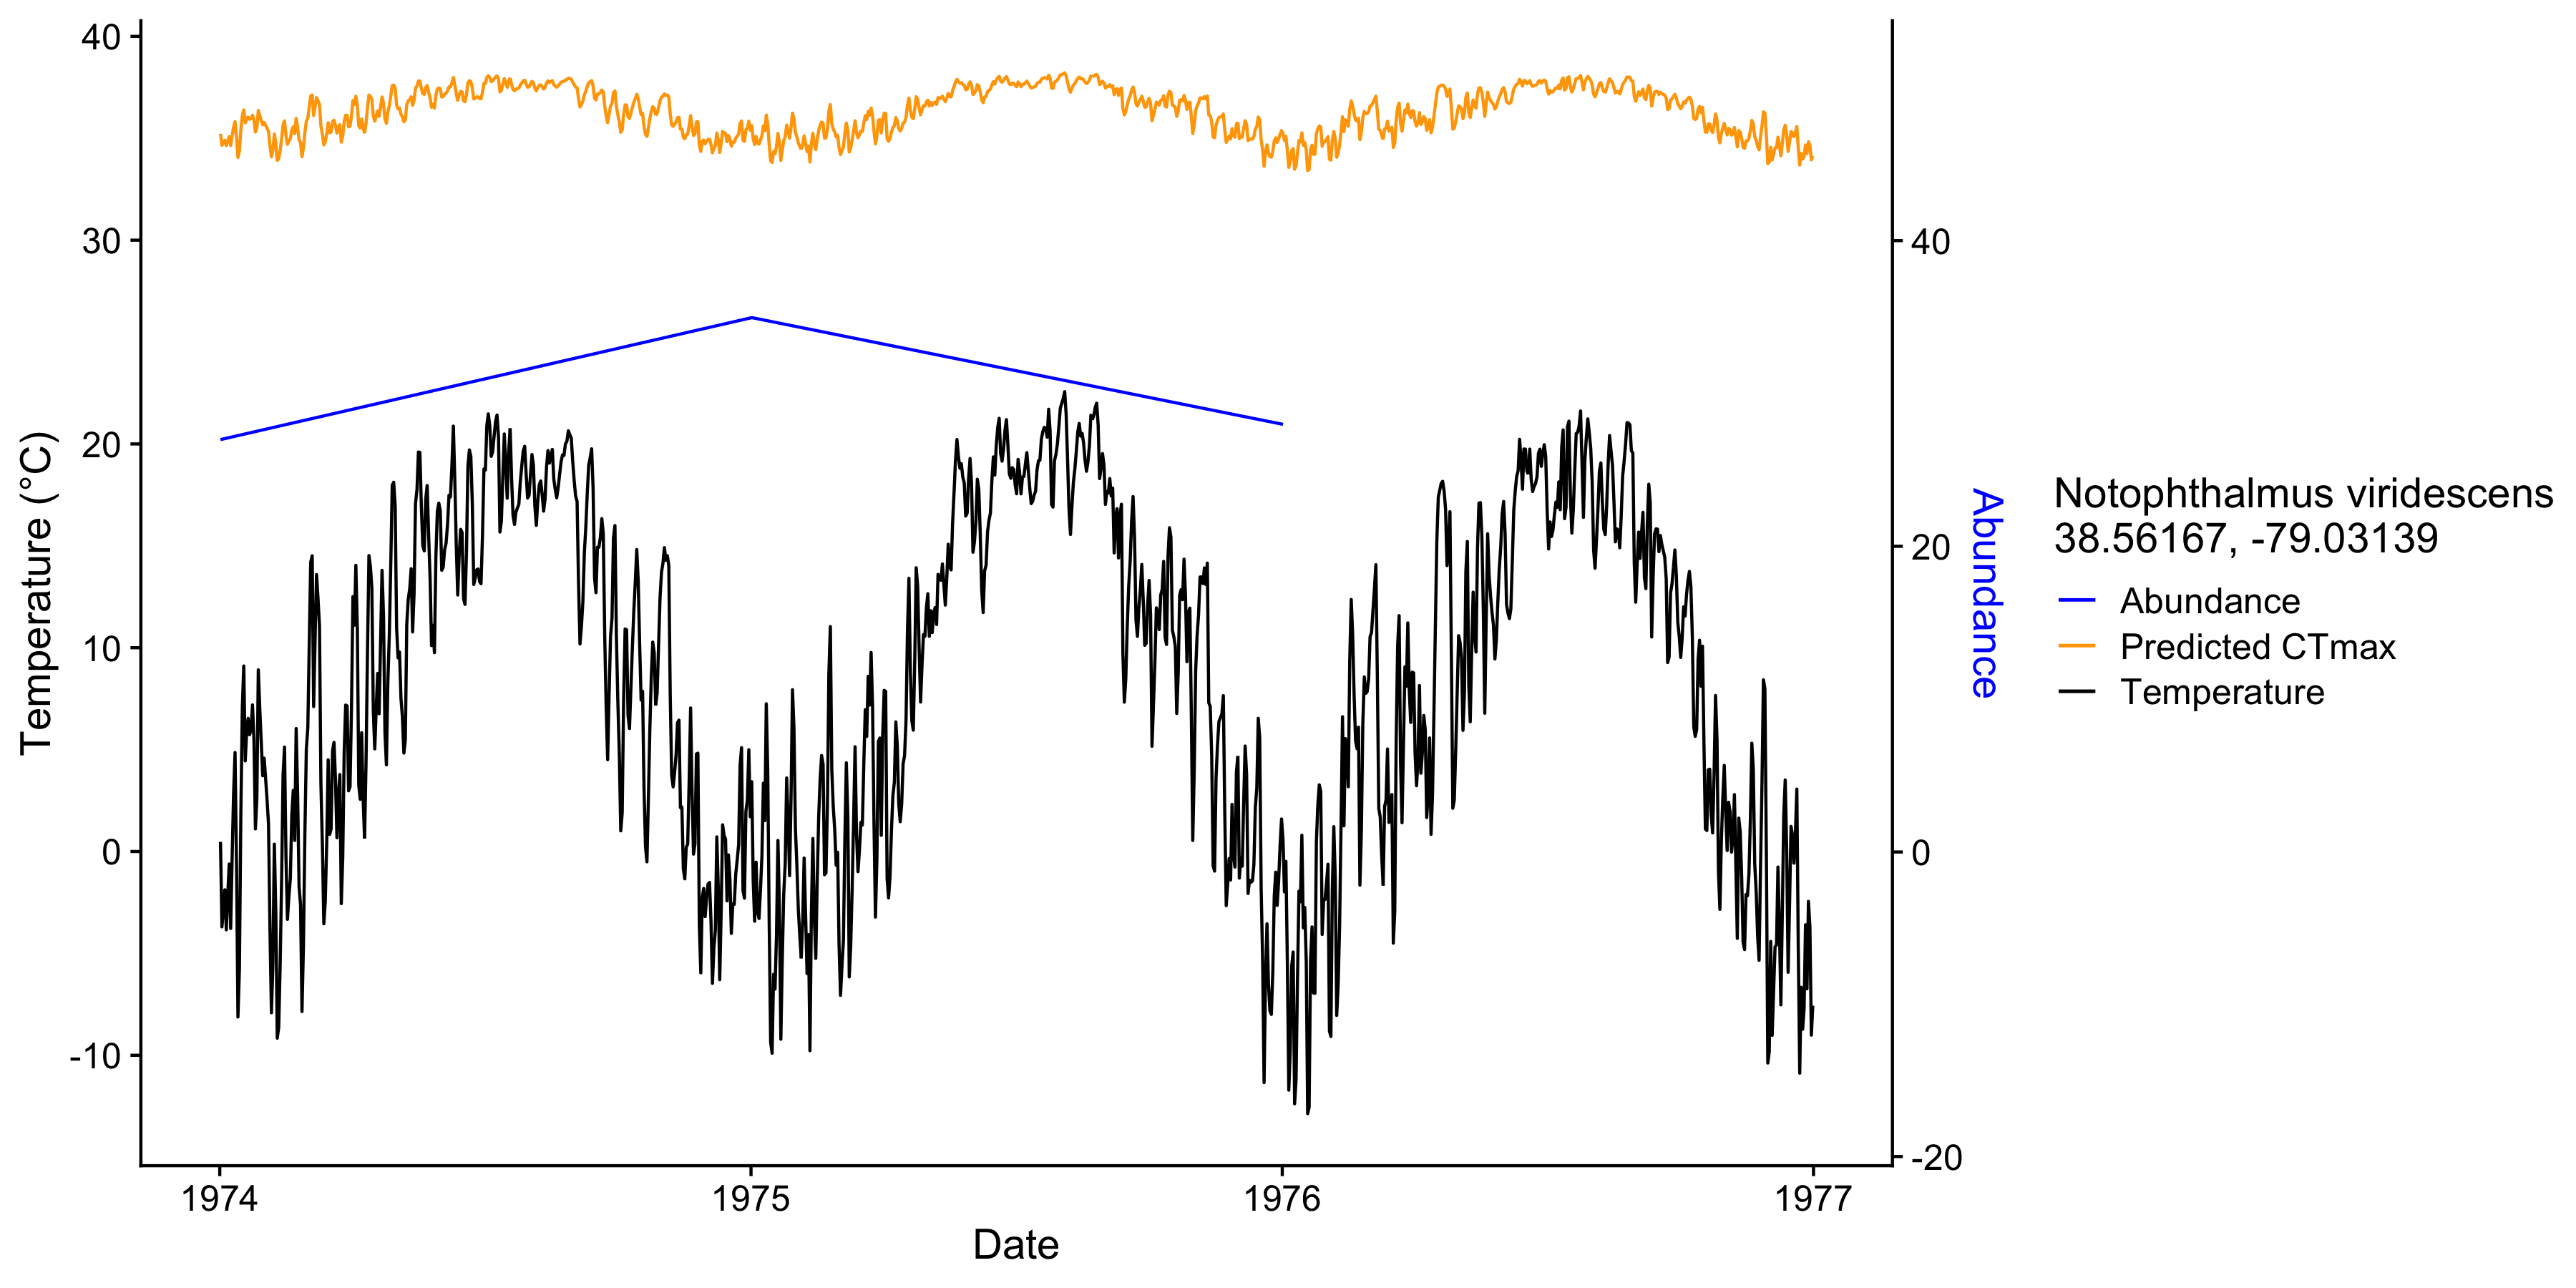 40
30
20
10
0
-10
Temperature (°C)
1974
1975
1976
1977
Date
40
20
0
-20
Abundance
Notophthalmus viridescens
38.56167, -79.03139
Abundance
Predicted CTmax
Temperature